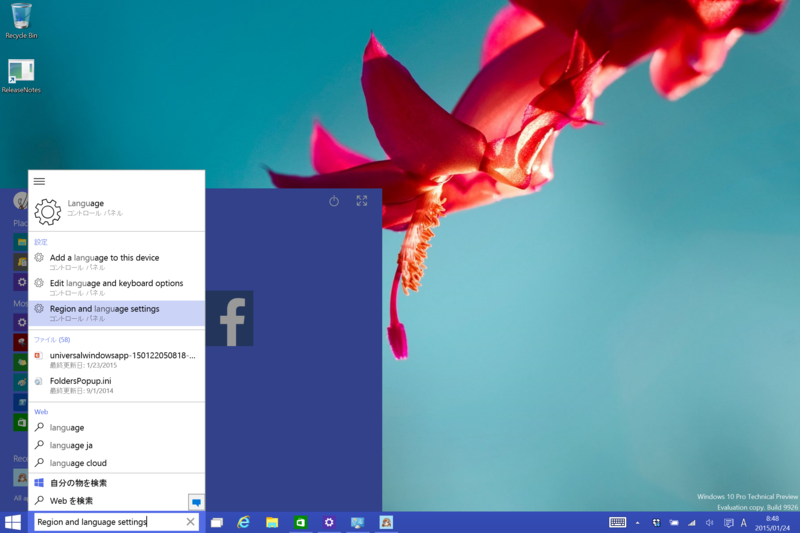 Recycle Bin
ReleaseNotes
Language
コントロール パネル
設定
Add a language to this device
コントロール パネル
Edit language and keyboard options
コントロール パネル
Region and language settings
コントロール パネル
ファイル (58)
universalwindowsapp-150122050818-...
最終更新日: 1/23/2015
FoldersPopup.ini
最終更新日: 9/1/2014
Web
language
language ja
language cloud
自分の物を検索
Web を検索
Plac
Mos
Rece
All ap
Region and language settings
Windows 10 Pro Technical Preview
Evaluation copy. Build 9926
A
8:48
2015/01/24